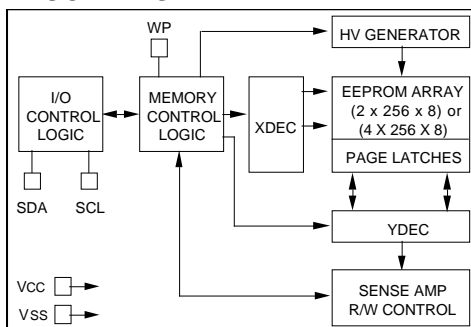 WP
HV GENERATOR
I/O
CONTROL
LOGIC
MEMORY
CONTROL
LOGIC
XDEC
EEPROM ARRAY
(2 x 256 x 8) or
(4 X 256 X 8)
PAGE LATCHES
SDA
SCL
YDEC
VCC
VSS
SENSE AMP
R/W CONTROL